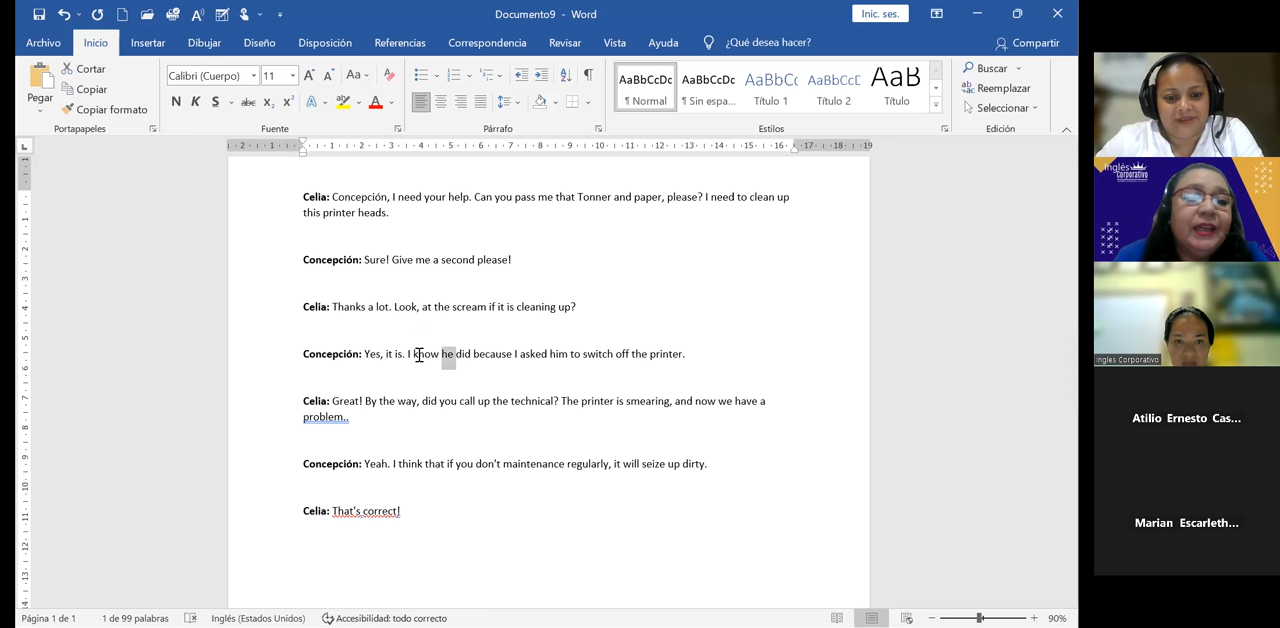 Documento9 - Word
Inic. ses.
Archivo Inicio Insertar Dibujar Diseño Disposición Referencias Correspondencia Revisar Vista Ayuda ¿Qué desea hacer? Compartir
Pegar
Cortar
Copiar
Copiar formato
Portapapeles
Calibri (Cuerpo) 11
N K S abc x₂ x²
Fuente
Párrafo
AaBbCcDc AaBbCcDc AaBbCc AaBbCcD AaB
¶ Normal ¶ Sin espa... Título 1 Título 2 Título
Estilos
Buscar
Reemplazar
Seleccionar
Edición
Celia: Concepción, I need your help. Can you pass me that Tonner and paper, please? I need to clean up
this printer heads.
Concepción: Sure! Give me a second please!
Celia: Thanks a lot. Look, at the scream if it is cleaning up?
Concepción: Yes, it is. I know he did because I asked him to switch off the printer.
Celia: Great! By the way, did you call up the technical? The printer is smearing, and now we have a
problem..
Concepción: Yeah. I think that if you don't maintenance regularly, it will seize up dirty.
Celia: That's correct!
Página 1 de 1 1 de 99 palabras Inglés (Estados Unidos) Accesibilidad: todo correcto 90%
Inglés
Corporativo
Ingles Corporativo
Atilio Ernesto Cas...
Marian Escarleth...